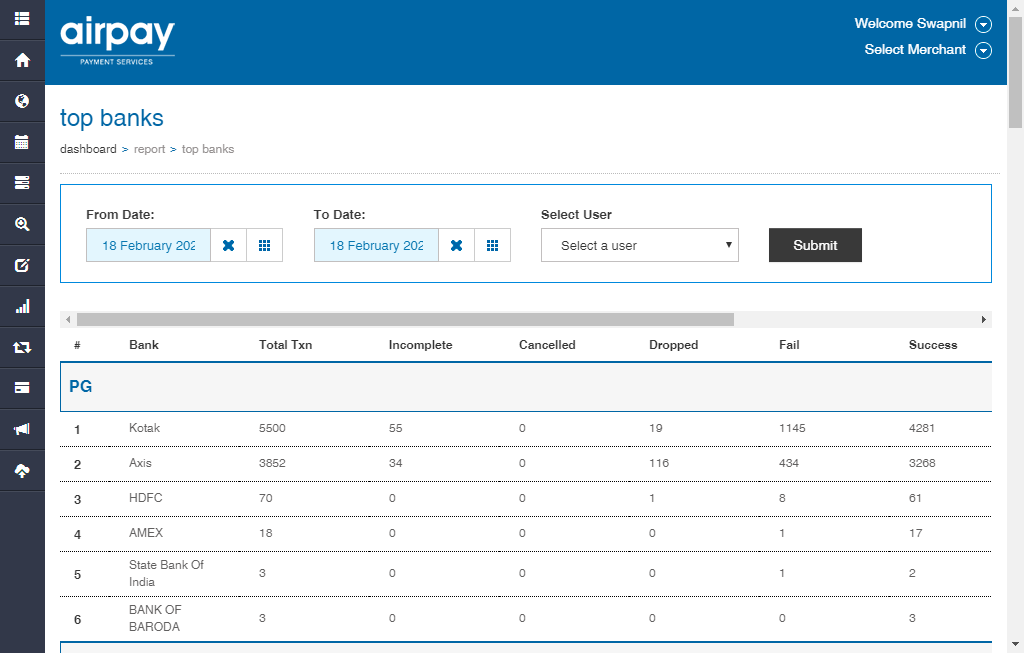 airpay
PAYMENT SERVICES
Welcome Swapnil
Select Merchant
top banks
dashboard > report > top banks
From Date: To Date: Select User
18 February 202 18 February 202 Select a user Submit
# Bank Total Txn Incomplete Cancelled Dropped Fail Success
PG
1 Kotak 5500 55 0 19 1145 4281
2 Axis 3852 34 0 116 434 3268
3 HDFC 70 0 0 1 8 61
4 AMEX 18 0 0 0 1 17
5 State Bank Of India 3 0 0 0 1 2
6 BANK OF BARODA 3 0 0 0 0 3